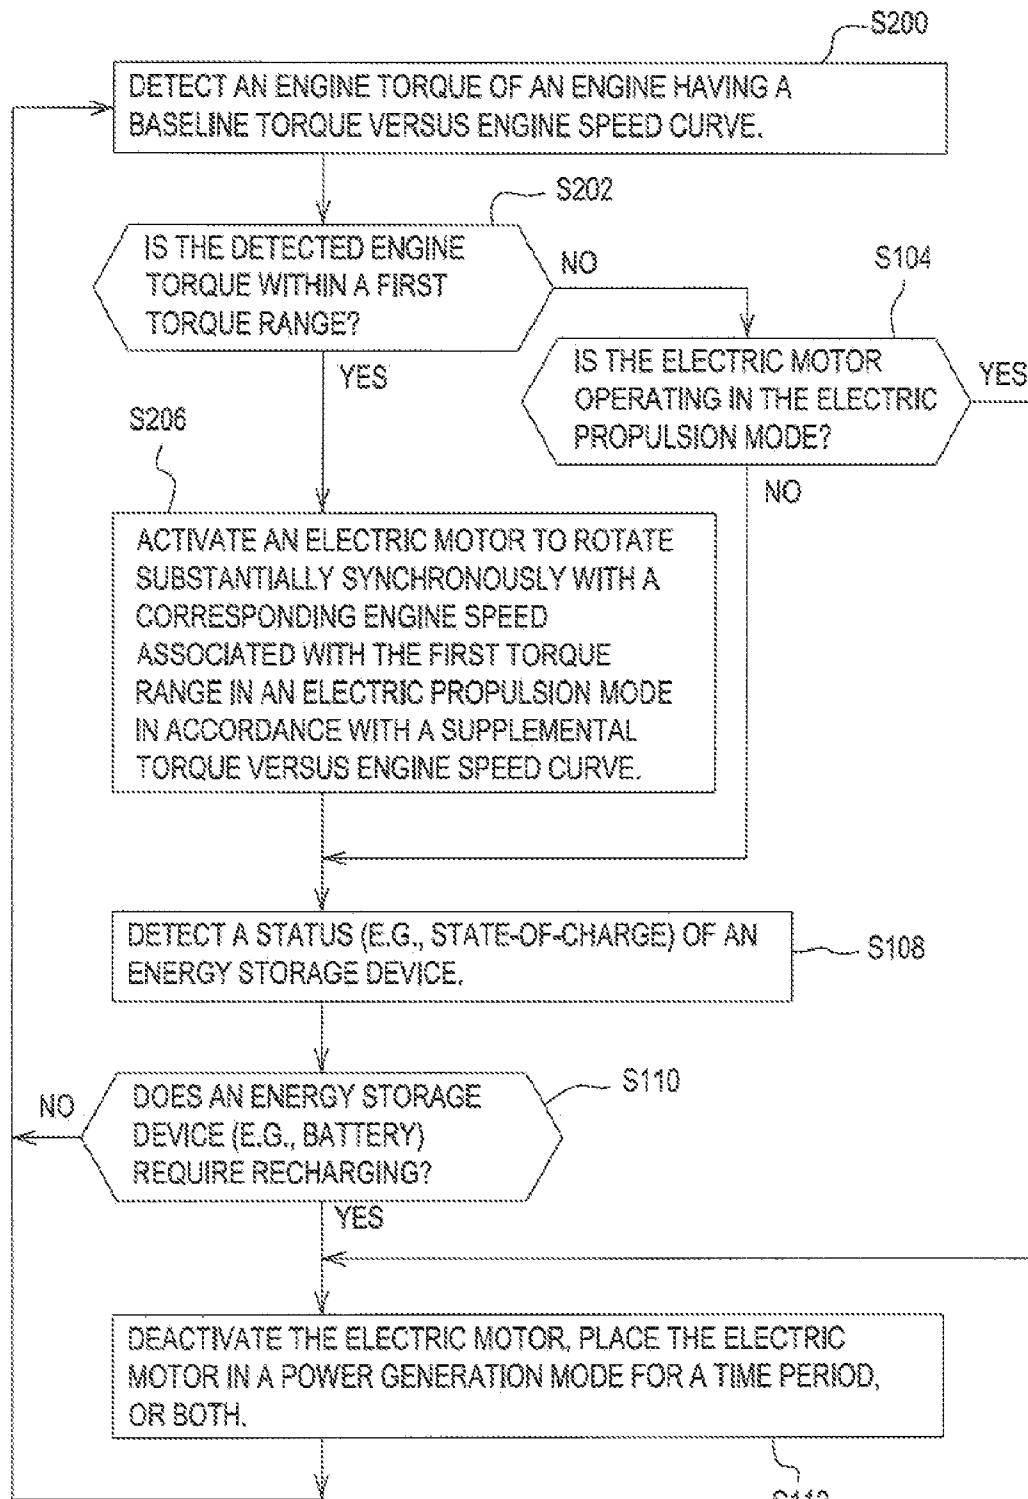 S200
DETECT AN ENGINE TORQUE OF AN ENGINE HAVING A
BASELINE TORQUE VERSUS ENGINE SPEED CURVE.
S202
IS THE DETECTED ENGINE
TORQUE WITHIN A FIRST
TORQUE RANGE?
NO
YES
S104
IS THE ELECTRIC MOTOR
OPERATING IN THE ELECTRIC
PROPULSION MODE?
YES
NO
S206
ACTIVATE AN ELECTRIC MOTOR TO ROTATE
SUBSTANTIALLY SYNCHRONOUSLY WITH A
CORRESPONDING ENGINE SPEED
ASSOCIATED WITH THE FIRST TORQUE
RANGE IN AN ELECTRIC PROPULSION MODE
IN ACCORDANCE WITH A SUPPLEMENTAL
TORQUE VERSUS ENGINE SPEED CURVE.
DETECT A STATUS (E.G., STATE-OF-CHARGE) OF AN
ENERGY STORAGE DEVICE.
S108
DOES AN ENERGY STORAGE
DEVICE (E.G., BATTERY)
REQUIRE RECHARGING?
S110
NO
YES
DEACTIVATE THE ELECTRIC MOTOR, PLACE THE ELECTRIC
MOTOR IN A POWER GENERATION MODE FOR A TIME PERIOD,
OR BOTH.